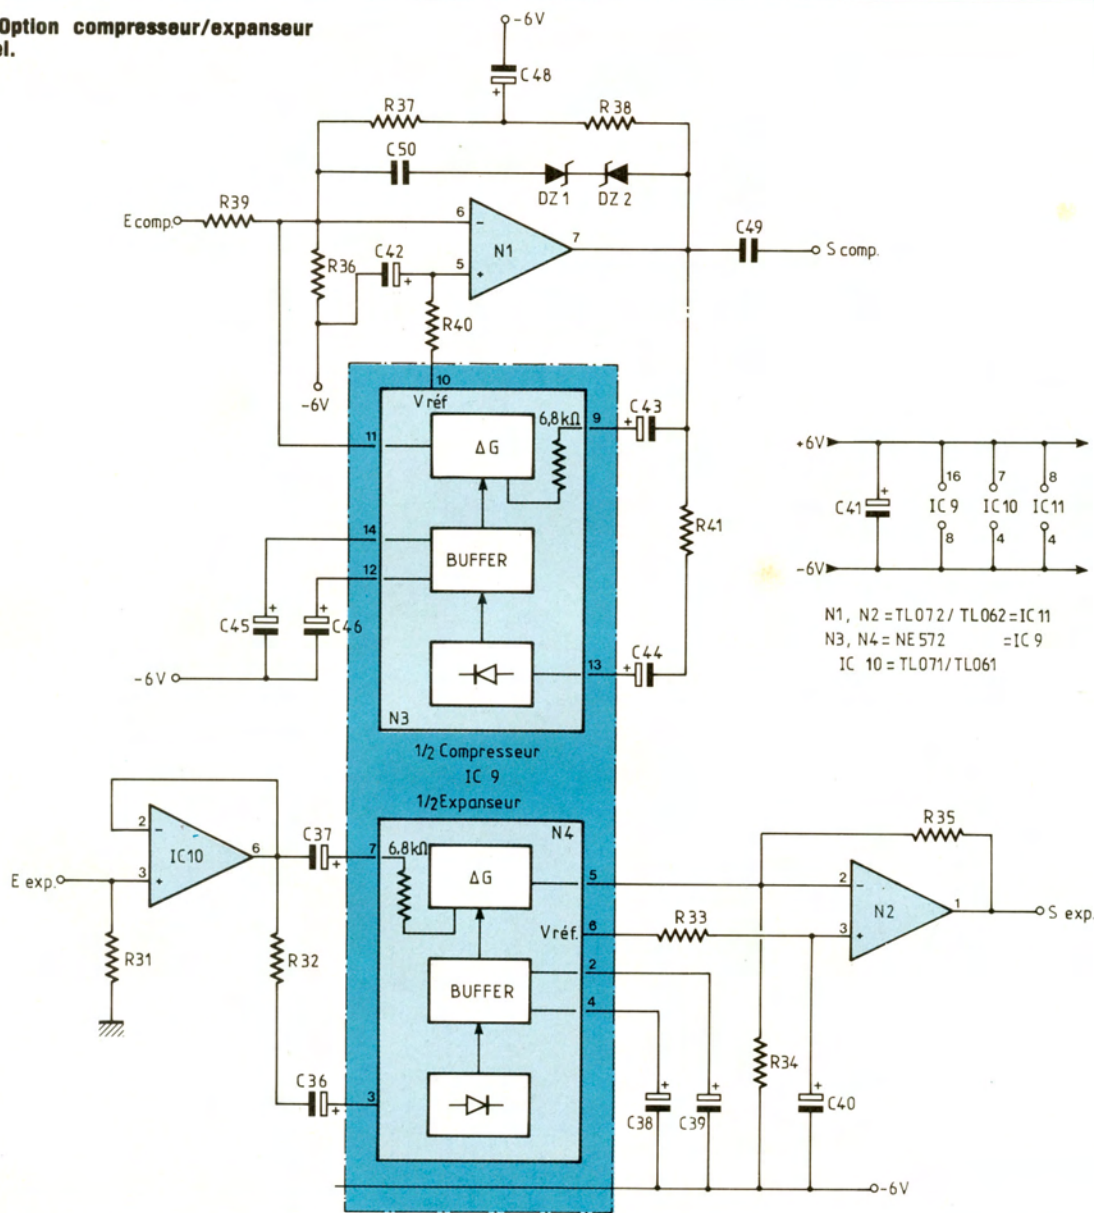 Option compresseur/expanseur
el.
-6V
C48
R37
R38
C50
DZ1
DZ2
E comp.
R39
6
N1
7
C49
S comp.
R36
C42
5
R40
-6V
10
V réf
11
ΔG
6,8kΩ
9
C43
+6V
C41
16
7
8
IC9
IC10
IC11
8
4
4
-6V
R41
14
BUFFER
12
C45
C46
-6V
C44
13
N3
N1, N2 = TL072/ TL062 = IC11
N3, N4 = NE572 = IC9
IC 10 = TL071/TL061
1/2 Compresseur
IC 9
1/2 Expanseur
N4
2
IC10
6
3
E exp.
C37
7
6,8kΩ
ΔG
5
R35
2
N2
1
3
S exp.
R31
R32
V réf.
6
R33
BUFFER
2
4
R34
C36
3
C38
C39
C40
-6V